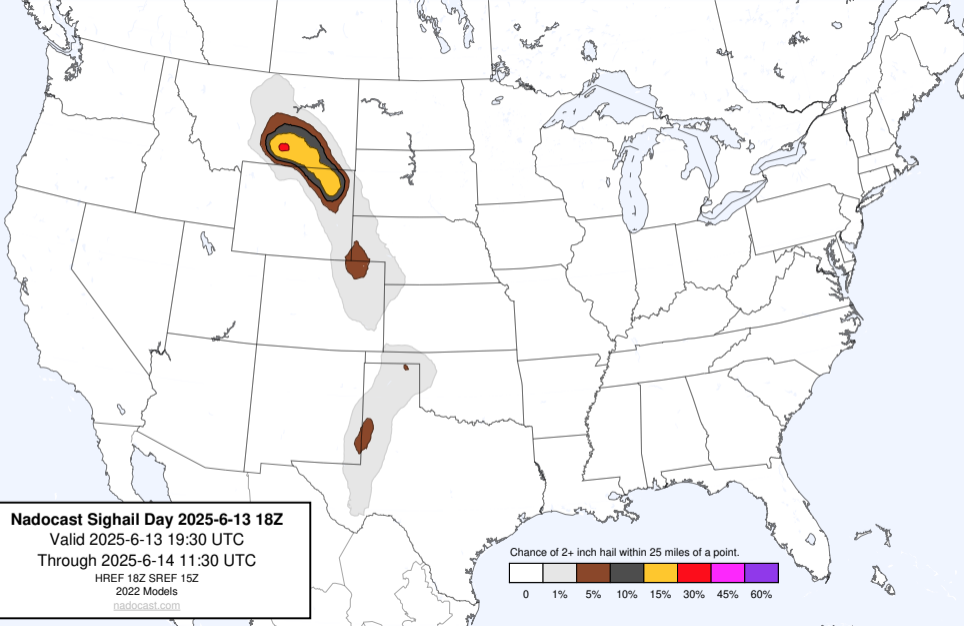 Nadocast Sighail Day 2025-6-13 18Z
Valid 2025-6-13 19:30 UTC
Through 2025-6-14 11:30 UTC
HREF 18Z SREF 15Z
2022 Models
nadocast.com
Chance of 2+ inch hail within 25 miles of a point.
0 1% 5% 10% 15% 30% 45% 60%